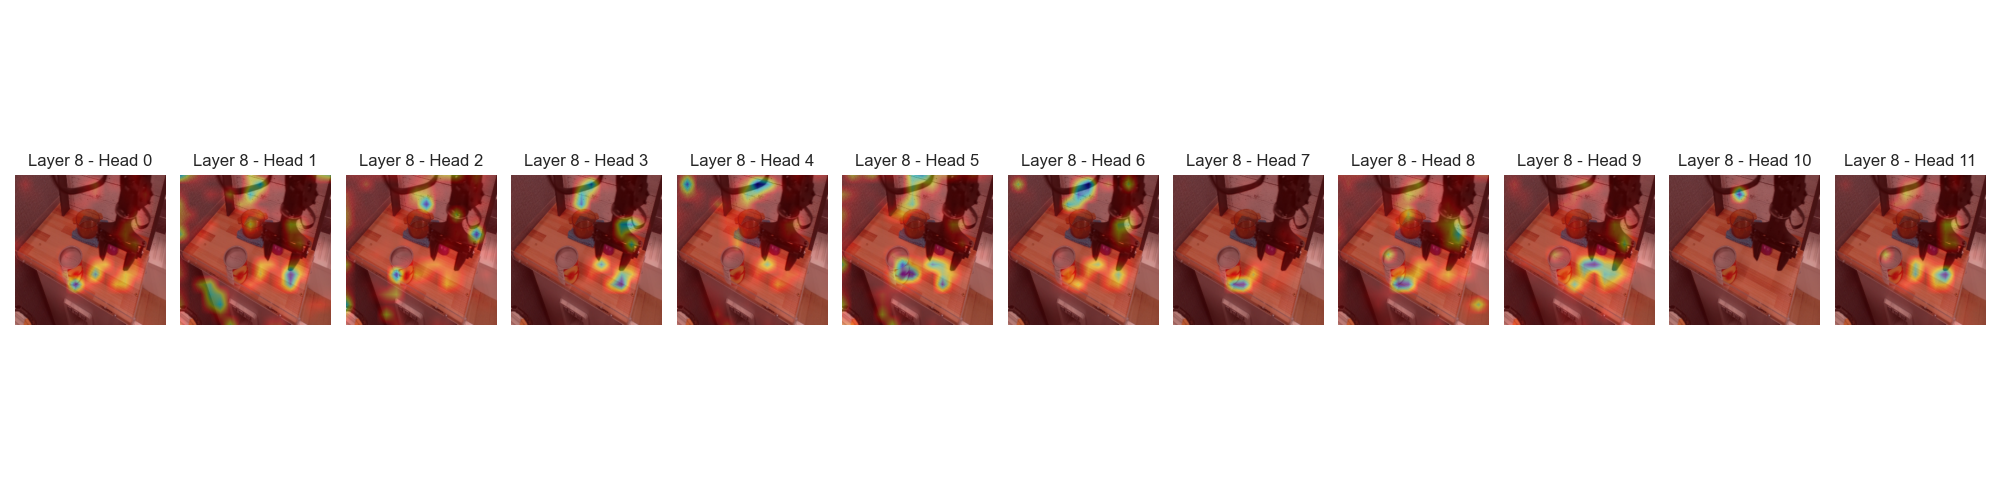 Layer 8 - Head 0
Layer 8 - Head 1
Layer 8 - Head 2
Layer 8 - Head 3
Layer 8 - Head 4
Layer 8 - Head 5
Layer 8 - Head 6
Layer 8 - Head 7
Layer 8 - Head 8
Layer 8 - Head 9
Layer 8 - Head 10
Layer 8 - Head 11